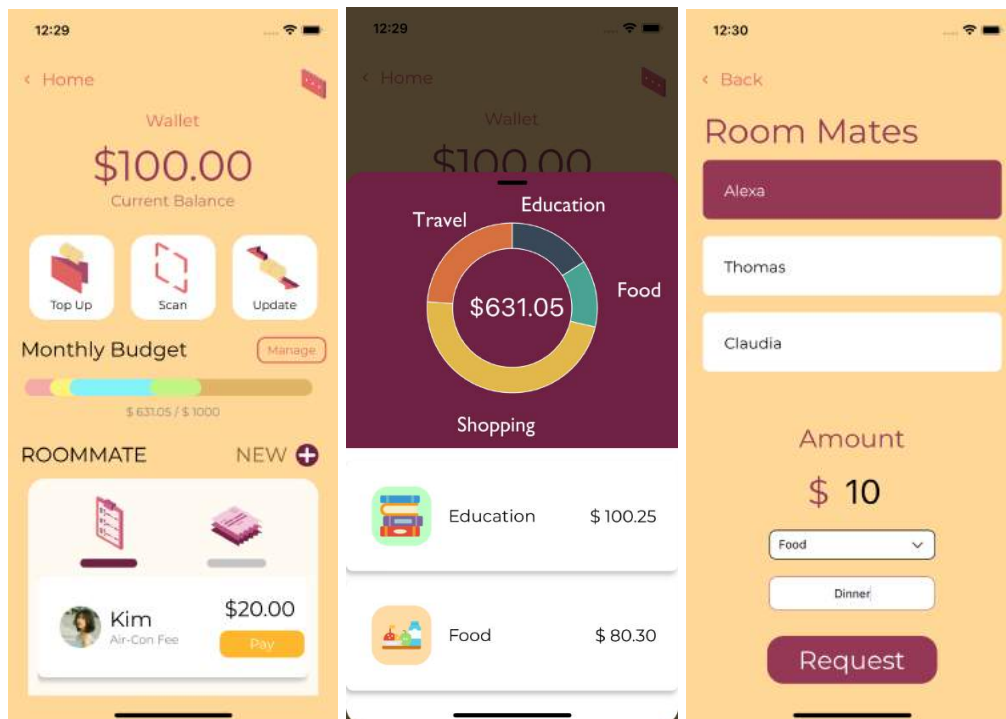 12:29
< Home
Wallet
$100.00
Current Balance
Top Up
Scan
Update
Monthly Budget
Manage
$ 631.05 / $ 1000
ROOMMATE
NEW
Kim
$20.00
Air-Con Fee
Pay
12:29
< Home
Wallet
$100.00
Travel
Education
$631.05
Food
Shopping
Education
$ 100.25
Food
$ 80.30
12:30
< Back
Room Mates
Alexa
Thomas
Claudia
Amount
$ 10
Food
Dinner
Request